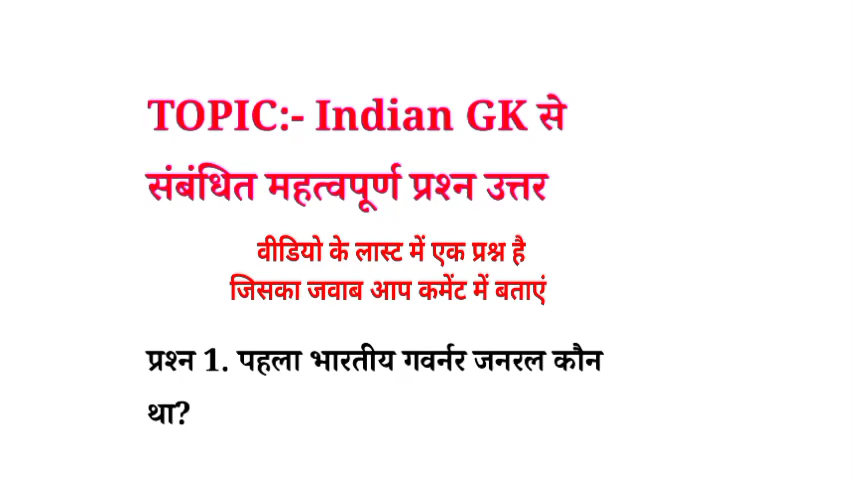 TOPIC:- Indian GK से
संबंधित महत्वपूर्ण प्रश्न उत्तर
वीडियो के लास्ट में एक प्रश्न है
जिसका जवाब आप कमेंट में बताएं
प्रश्न 1. पहला भारतीय गवर्नर जनरल कौन
था?